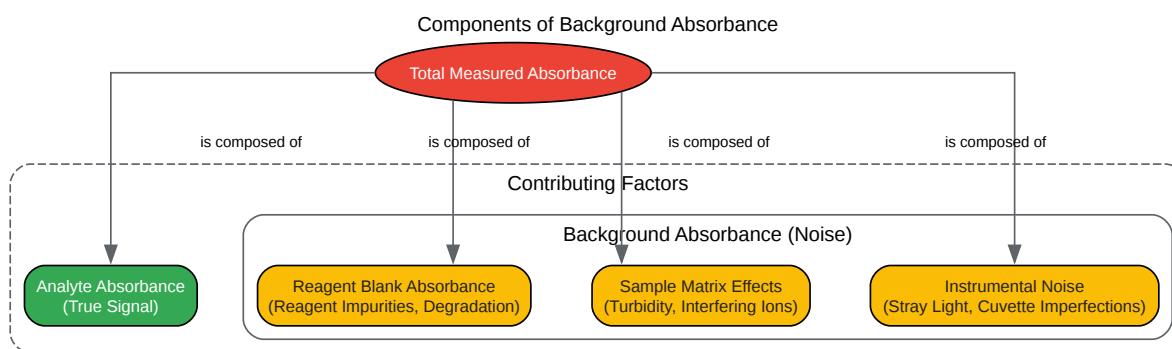 Components of Background Absorbance
Total Measured Absorbance
is composed of
is composed of
is composed of
is composed of
Contributing Factors
Background Absorbance (Noise)
Analyte Absorbance
(True Signal)
Reagent Blank Absorbance
(Reagent Impurities, Degradation)
Sample Matrix Effects
(Turbidity, Interfering Ions)
Instrumental Noise
(Stray Light, Cuvette Imperfections)